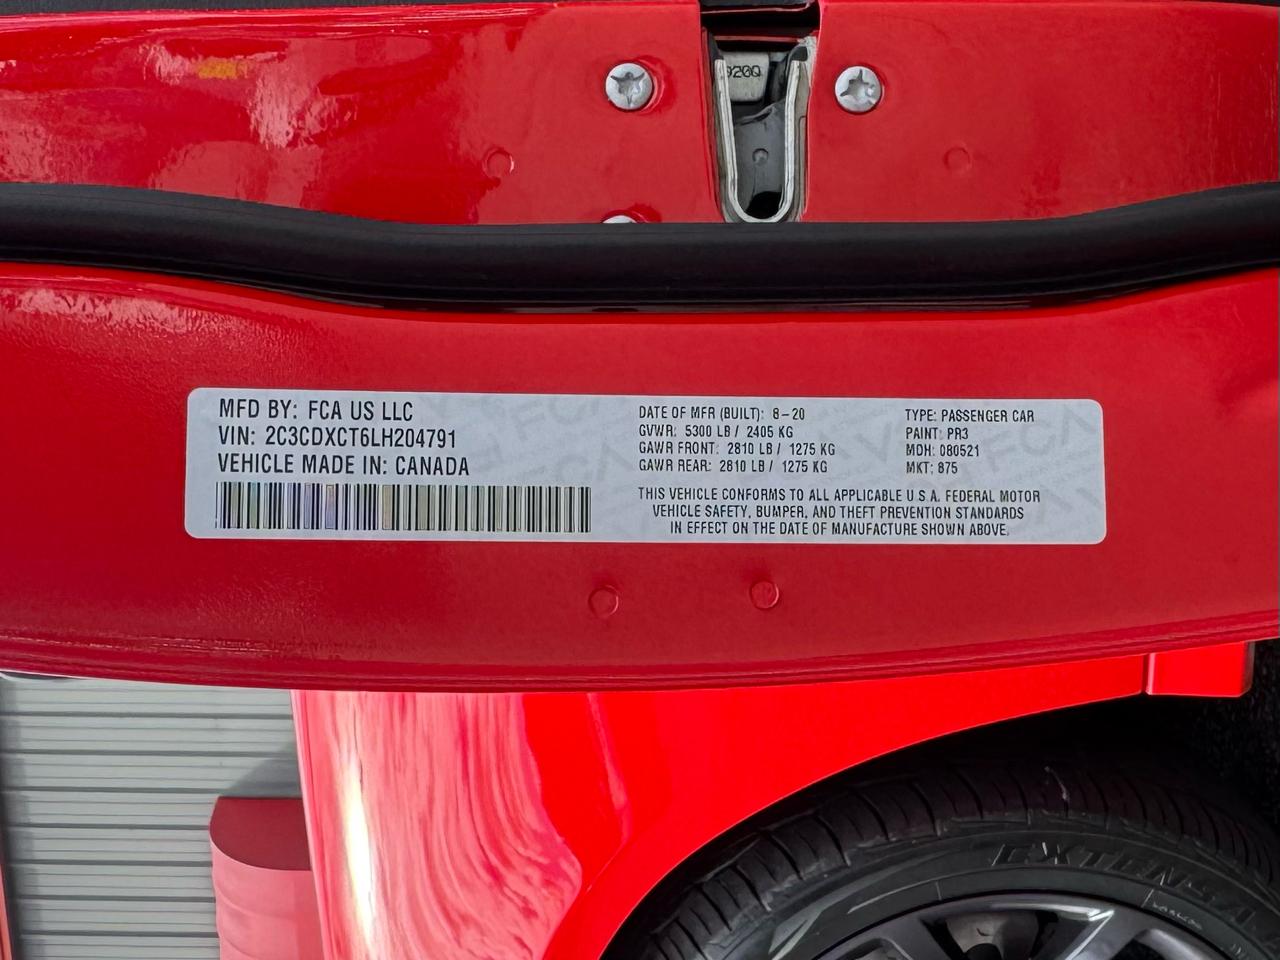 920Q
MFD BY: FCA US LLC
VIN: 2C3CDXCT6LH204791
VEHICLE MADE IN: CANADA
DATE OF MFR (BUILT): 8-20
GVWR: 5300 LB / 2405 KG
GAWR FRONT: 2810 LB / 1275 KG
GAWR REAR: 2810 LB / 1275 KG
TYPE: PASSENGER CAR
PAINT: PR3
MDH: 080521
MKT: 875
THIS VEHICLE CONFORMS TO ALL APPLICABLE U.S.A. FEDERAL MOTOR
VEHICLE SAFETY, BUMPER, AND THEFT PREVENTION STANDARDS
IN EFFECT ON THE DATE OF MANUFACTURE SHOWN ABOVE.
EXTENSA